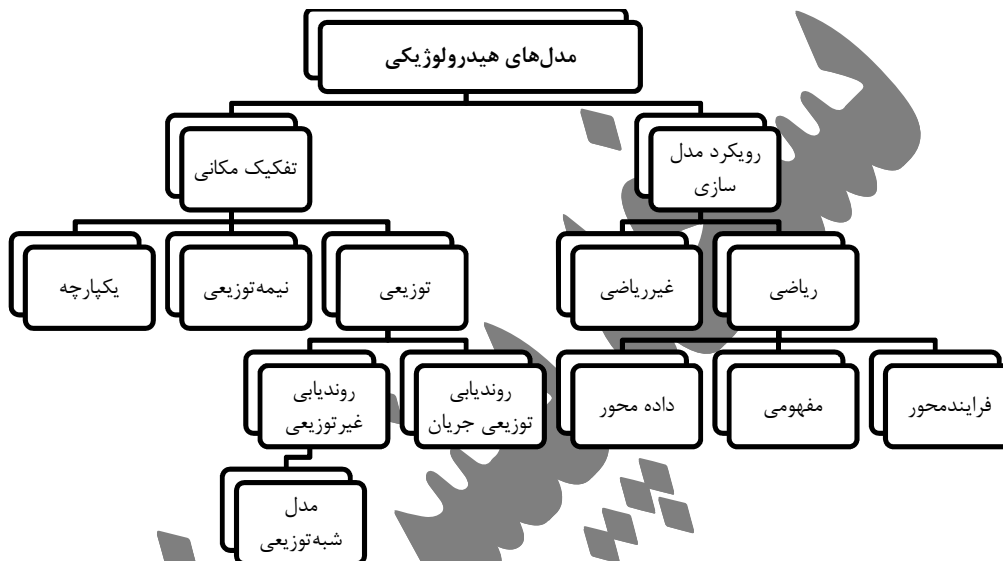 مدل‌های هیدرولوژیکی
رویکرد مدل
سازی
تفکیک مکانی
ریاضی
غیرریاضی
توزیعی
نیمه‌توزیعی
یکپارچه
فرایندمحور
مفهومی
داده محور
روندیابی
توزیعی جریان
روندیابی
غیرتوزیعی
مدل
شبه‌توزیعی